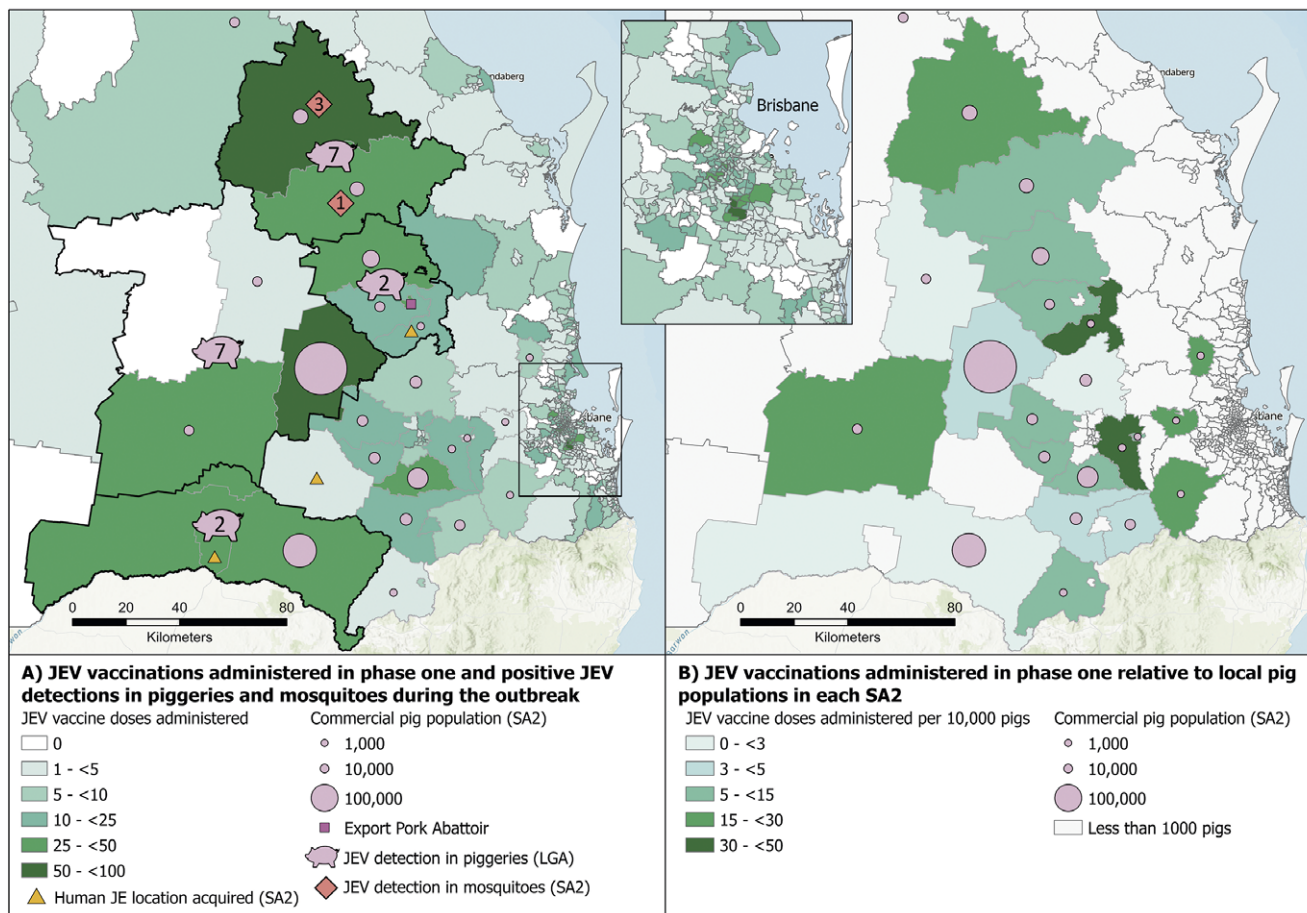 ndaberg
3
7
1
2
7
2
Brisbane
sbane
0 20 40 80
Kilometers
arwon
ndaberg
sbane
0 20 40 80
Kilometers
arwon
A) JEV vaccinations administered in phase one and positive JEV
detections in piggeries and mosquitoes during the outbreak
JEV vaccine doses administered
0
1 - <5
5 - <10
10 - <25
25 - <50
50 - <100
Human JE location acquired (SA2)
Commercial pig population (SA2)
1,000
10,000
100,000
Export Pork Abattoir
JEV detection in piggeries (LGA)
JEV detection in mosquitoes (SA2)
B) JEV vaccinations administered in phase one relative to local pig
populations in each SA2
JEV vaccine doses administered per 10,000 pigs
0 - <3
3 - <5
5 - <15
15 - <30
30 - <50
Commercial pig population (SA2)
1,000
10,000
100,000
Less than 1000 pigs